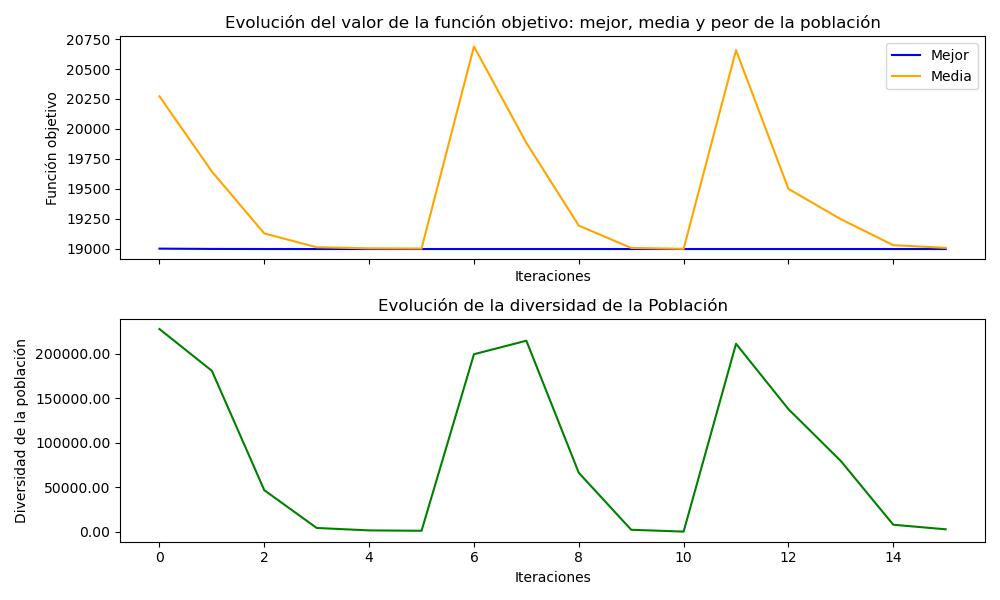 Evolución del valor de la función objetivo: mejor, media y peor de la población
20750
20500
20250
20000
19750
19500
19250
19000
Función objetivo
Mejor
Media
Iteraciones
Evolución de la diversidad de la Población
200000.00
150000.00
100000.00
50000.00
0.00
Diversidad de la población
0 2 4 6 8 10 12 14
Iteraciones